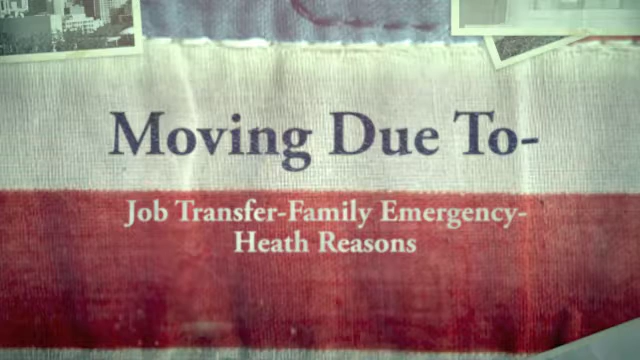 Moving Due To-
Job Transfer-Family Emergency-
Heath Reasons